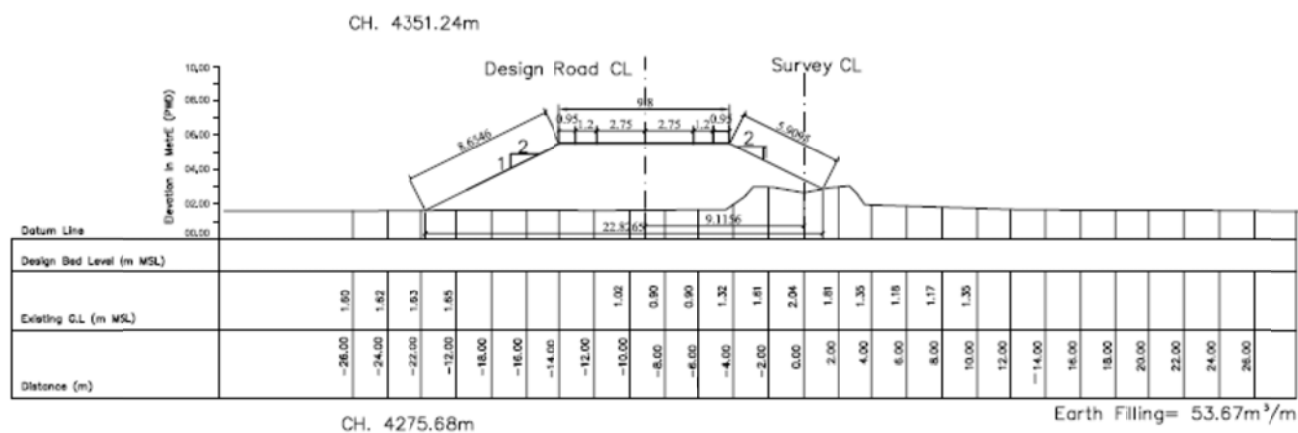 CH. 4351.24m
Design Road CL
Survey CL
Elevation in MetrE (PWD)
10,00
08.00
06.00
04,00
02.00
00.00
9.8
0.95
1.2
2.75
2.75
1.2
0.95
8.6546
5.9095
2
1
2
9.1156
22.8265
Datum Line
Design Bed Level (m MSL)
Existing G.L (m MSL)
1.60 1.62 1.63 1.65 1.02 0.90 0.90 1.32 1.61 2.04 1.81 1.35 1.18 1.17 1.35
Distance (m)
-26.00 -24.00 -22.00 -12.00 -18.00 -16.00 -14.00 -12.00 -10.00 -8.00 -6.00 -4.00 -2.00 0.00 2.00 4.00 6.00 8.00 10.00 12.00 -14.00 16.00 18.00 20.00 22.00 24.00 26.00
CH. 4275.68m
Earth Filling= 53.67m³/m